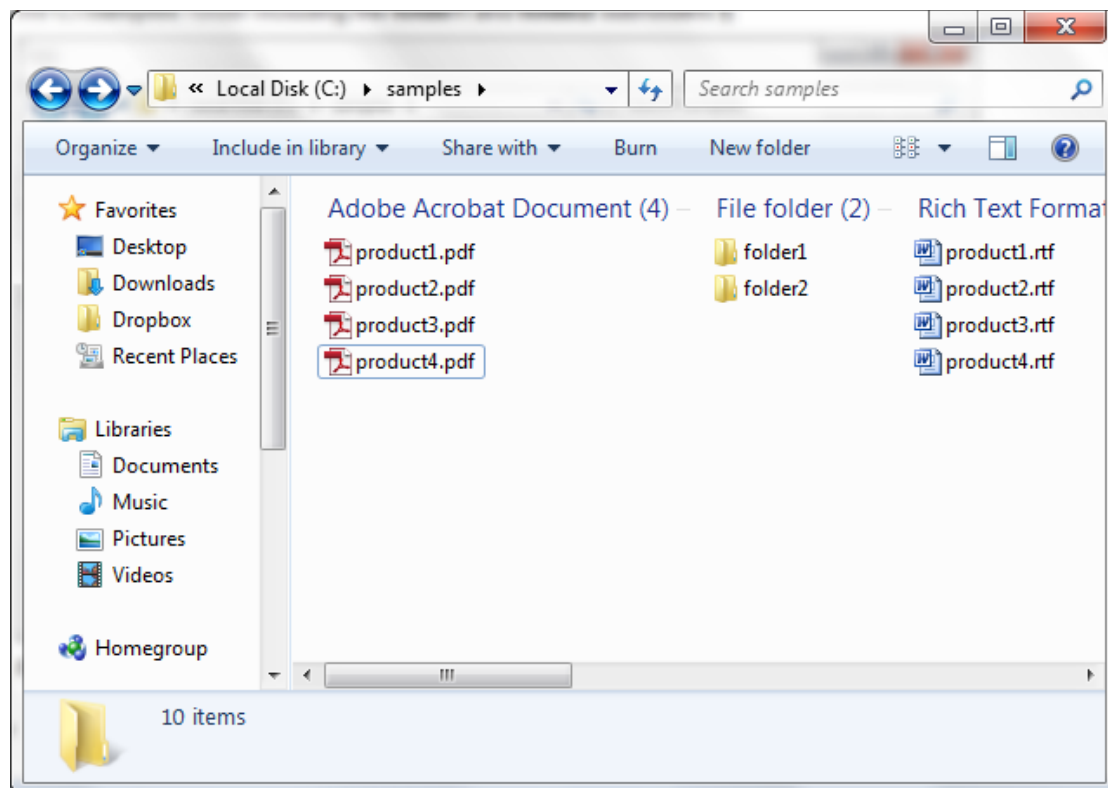 « Local Disk (C:) samples
Search samples
Organize Include in library Share with Burn New folder
Favorites
Desktop
Downloads
Dropbox
Recent Places
Libraries
Documents
Music
Pictures
Videos
Homegroup
Adobe Acrobat Document (4)
product1.pdf
product2.pdf
product3.pdf
product4.pdf
File folder (2)
folder1
folder2
Rich Text Format
product1.rtf
product2.rtf
product3.rtf
product4.rtf
10 items